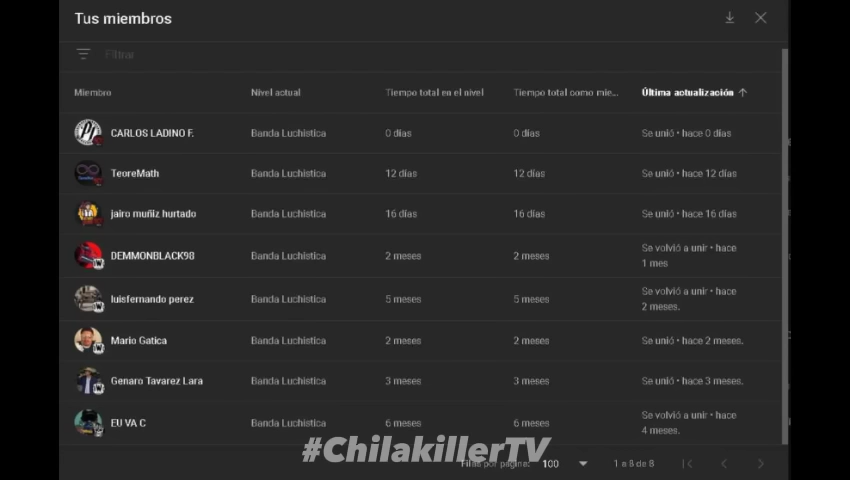 Tus miembros
Filtrar
Miembro Nivel actual Tiempo total en el nivel Tiempo total como mie... Última actualización
CARLOS LADINO F. Banda Luchistica 0 días 0 días Se unió • hace 0 días
TeoreMath Banda Luchistica 12 días 12 días Se unió • hace 12 días
jairo muñiz hurtado Banda Luchistica 16 días 16 días Se unió • hace 16 días
DEMMONBLACK98 Banda Luchistica 2 meses 2 meses Se volvió a unir • hace
1 mes
luisfernando perez Banda Luchistica 5 meses 5 meses Se volvió a unir • hace
2 meses.
Mario Gatica Banda Luchistica 2 meses 2 meses Se unió • hace 2 meses.
Genaro Tavarez Lara Banda Luchistica 3 meses 3 meses Se unió • hace 3 meses.
EU VA C Banda Luchistica 6 meses 6 meses Se volvió a unir • hace
4 meses.
#ChilakillerTV
Filas por página: 100 1 a 8 de 8